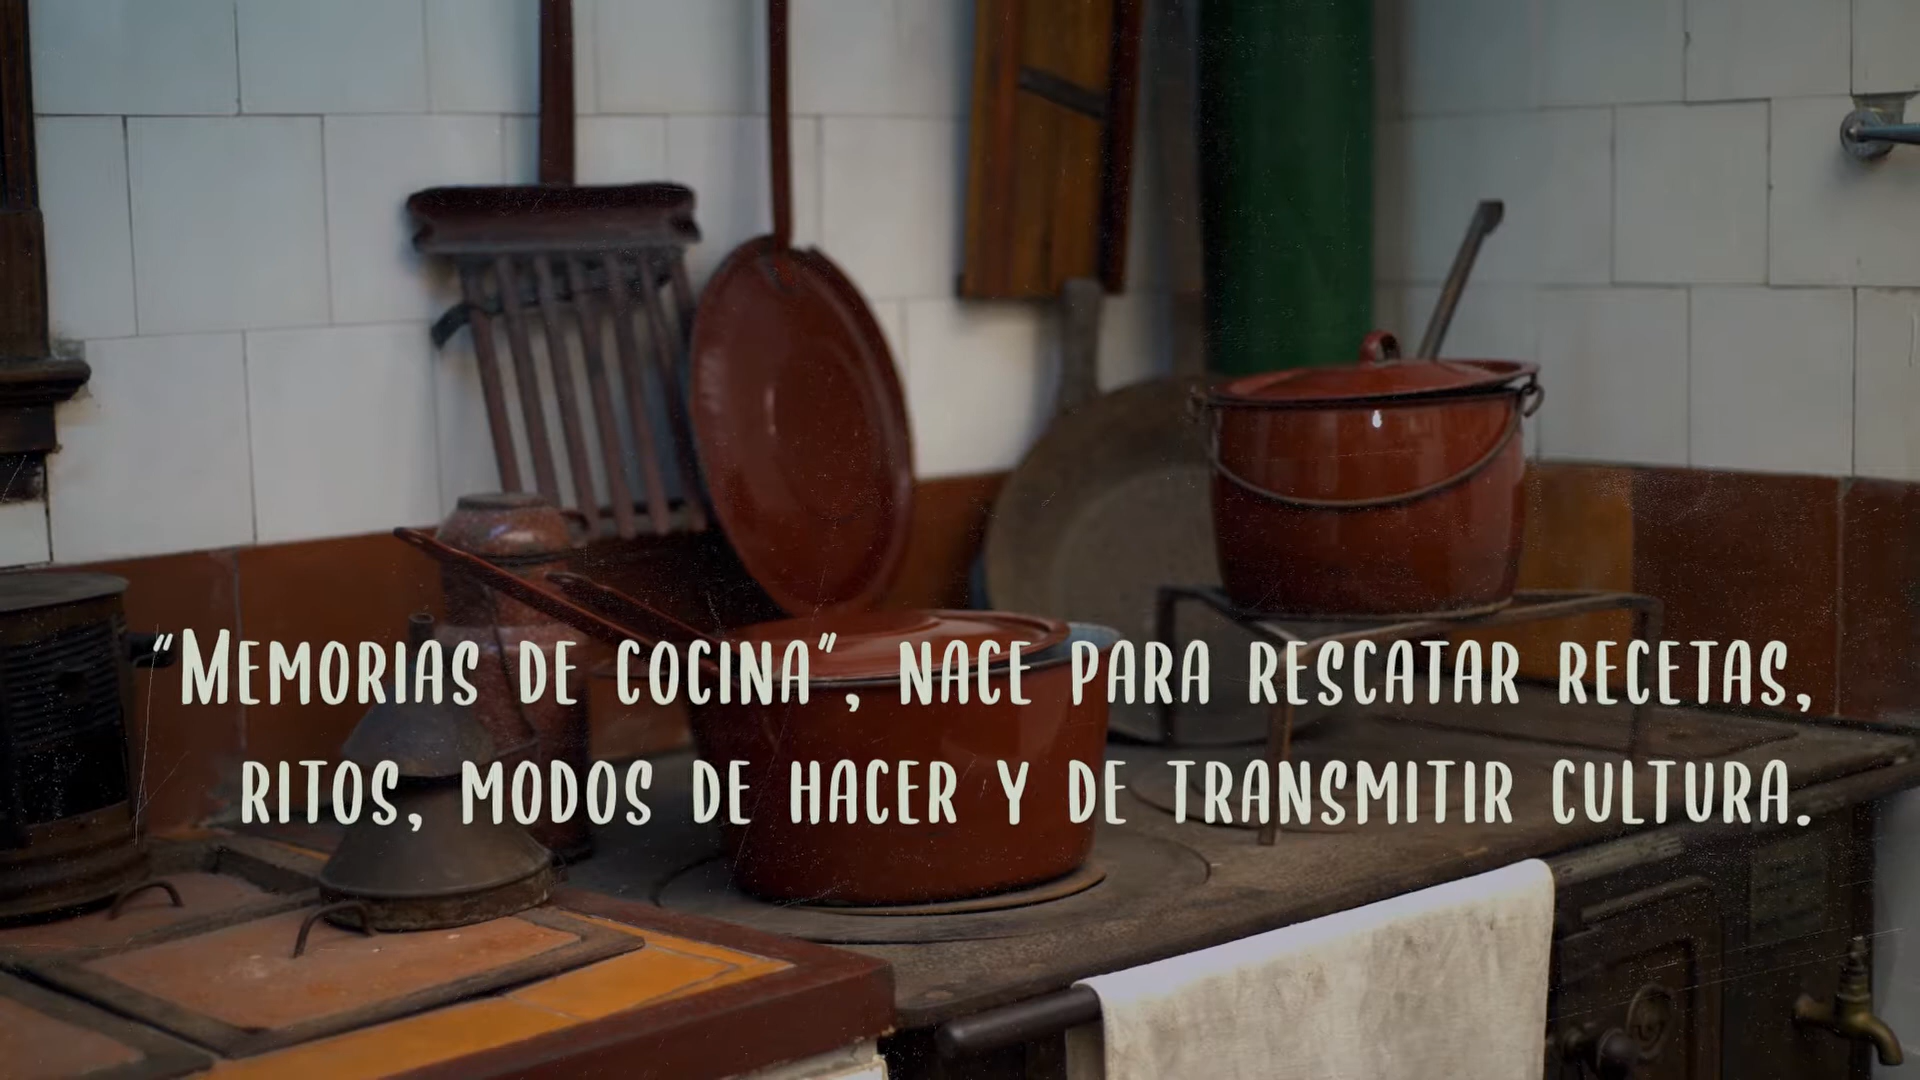 “Memorias de cocina”, nace para rescatar recetas,
ritos, modos de hacer y de transmitir cultura.